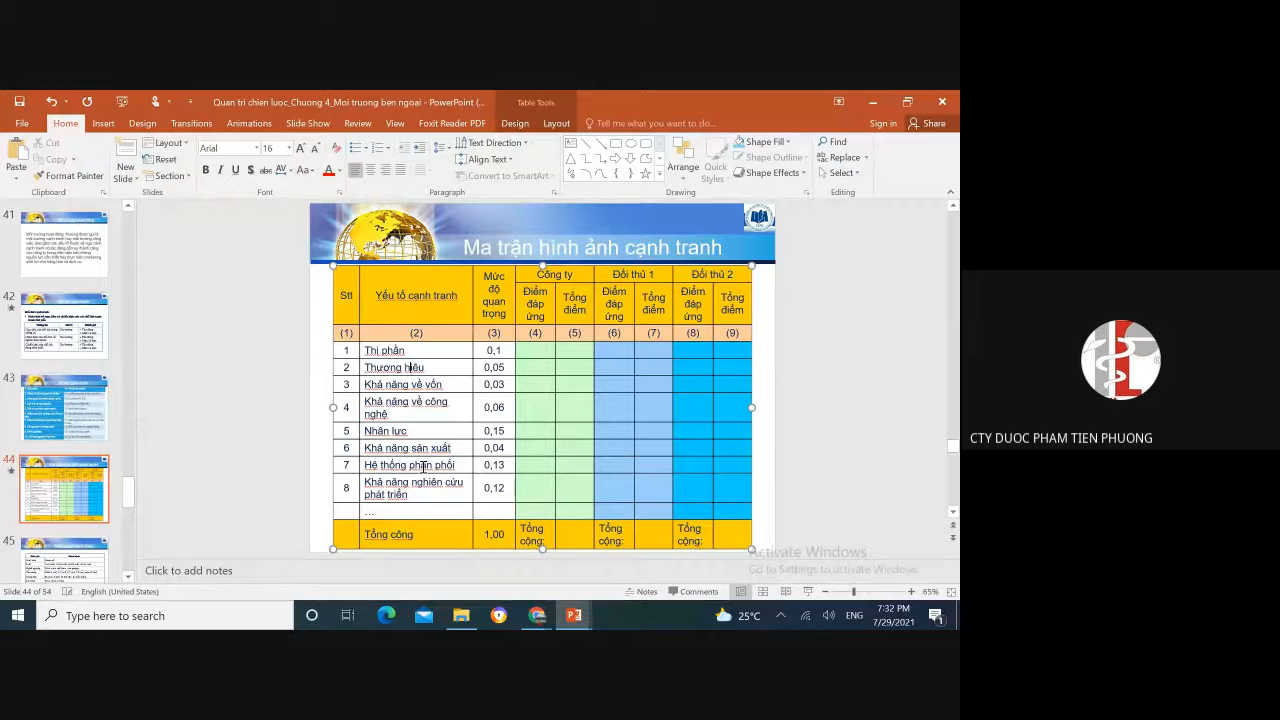 Quan tri chien luoc_Chuong 4_Moi truong ben ngoai - PowerPoint (...
Table Tools
File Home Insert Design Transitions Animations Slide Show Review View Foxit Reader PDF Design Layout Tell me what you want to do... Sign in Share
Cut
Copy
Format Painter
Paste
Clipboard
New Slide
Layout
Reset
Section
Slides
Arial 16
B I U S abc AV Aa A
Font
Paragraph
Text Direction
Align Text
Convert to SmartArt
Arrange
Quick Styles
Shape Fill
Shape Outline
Shape Effects
Drawing
Find
Replace
Select
Editing
41
42
43
44
45
Ma trận hình ảnh cạnh tranh
Stt
Yếu tố cạnh tranh
Mức độ quan trọng
Công ty Đối thủ 1 Đối thủ 2
Điểm đáp ứng Tổng điểm Điểm đáp ứng Tổng điểm Điểm đáp ứng Tổng điểm
(1) (2) (3) (4) (5) (6) (7) (8) (9)
1 Thị phần 0,1
2 Thương hiệu 0,05
3 Khả năng về vốn 0,03
4 Khả năng về công nghệ 0,06
5 Nhân lực 0,15
6 Khả năng sản xuất 0,04
7 Hệ thống phân phối 0,13
8 Khả năng nghiên cứu phát triển 0,12
…
Tổng công 1,00 Tổng cộng: Tổng cộng: Tổng cộng:
Activate Windows
Go to Settings to activate Windows.
Click to add notes
Slide 44 of 54 English (United States) Notes Comments 65%
Type here to search
25°C
ENG
7:32 PM
7/29/2021
1
CTY DUOC PHAM TIEN PHUONG